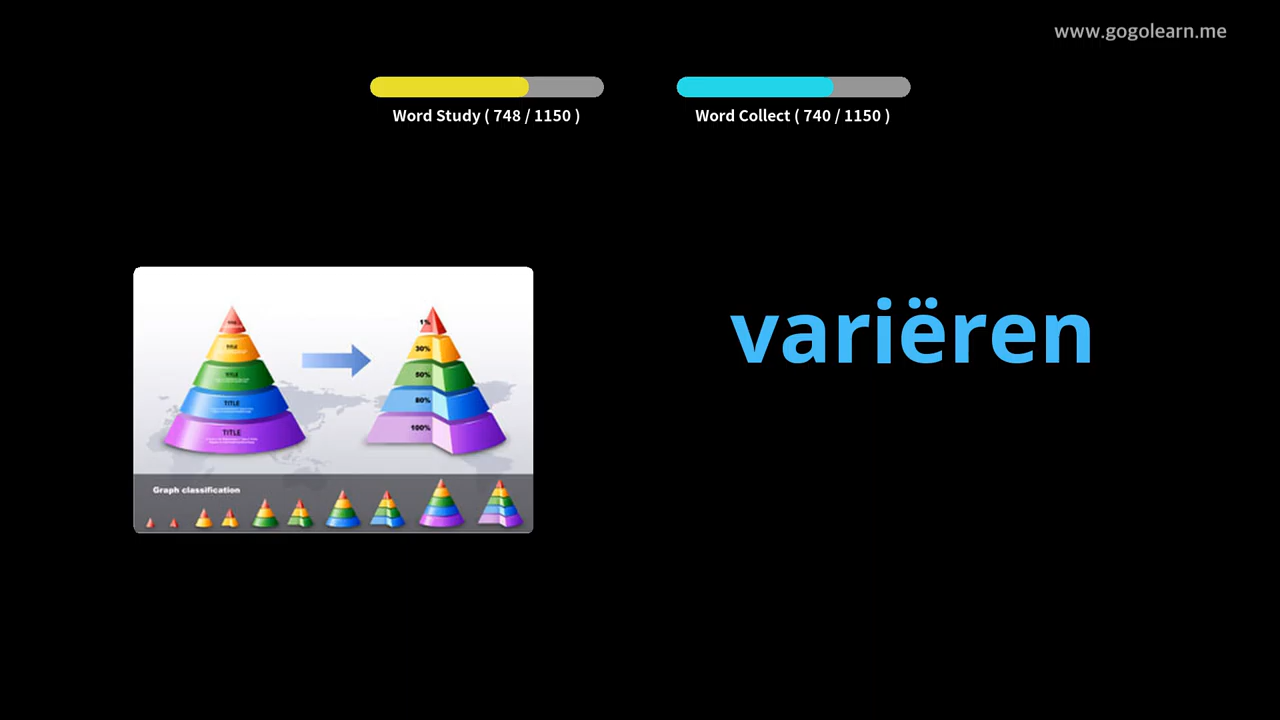 www.gogolearn.me
Word Study ( 748 / 1150 )
Word Collect ( 740 / 1150 )
variëren
TITLE
TITLE
TITLE
TITLE
1%
30%
50%
80%
100%
Graph classification